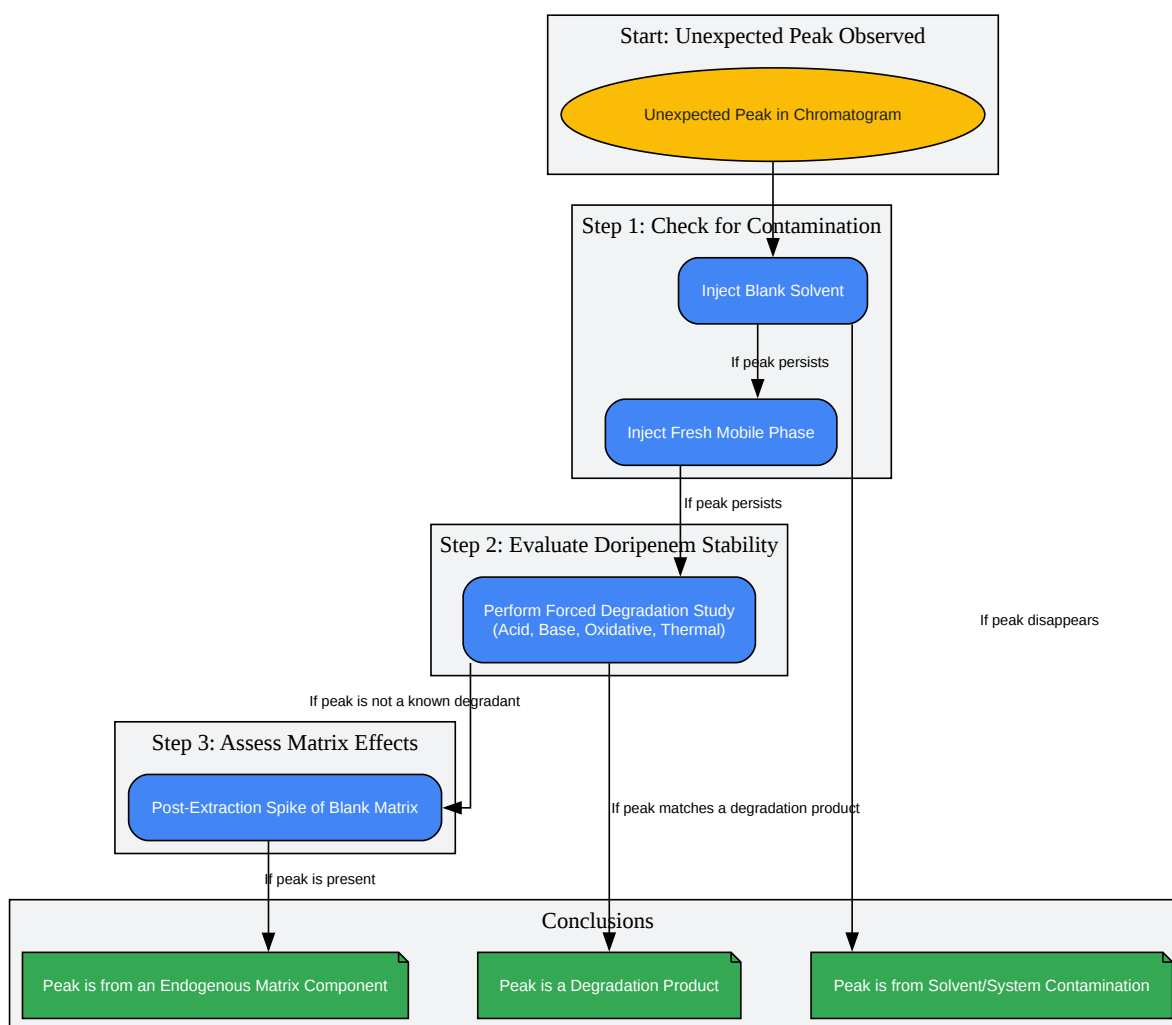 Start: Unexpected Peak Observed
Unexpected Peak in Chromatogram
Step 1: Check for Contamination
Inject Blank Solvent
If peak persists
Inject Fresh Mobile Phase
If peak persists
Step 2: Evaluate Doripenem Stability
Perform Forced Degradation Study
(Acid, Base, Oxidative, Thermal)
If peak disappears
If peak is not a known degradant
Step 3: Assess Matrix Effects
Post-Extraction Spike of Blank Matrix
If peak matches a degradation product
If peak is present
Conclusions
Peak is from an Endogenous Matrix Component
Peak is a Degradation Product
Peak is from Solvent/System Contamination